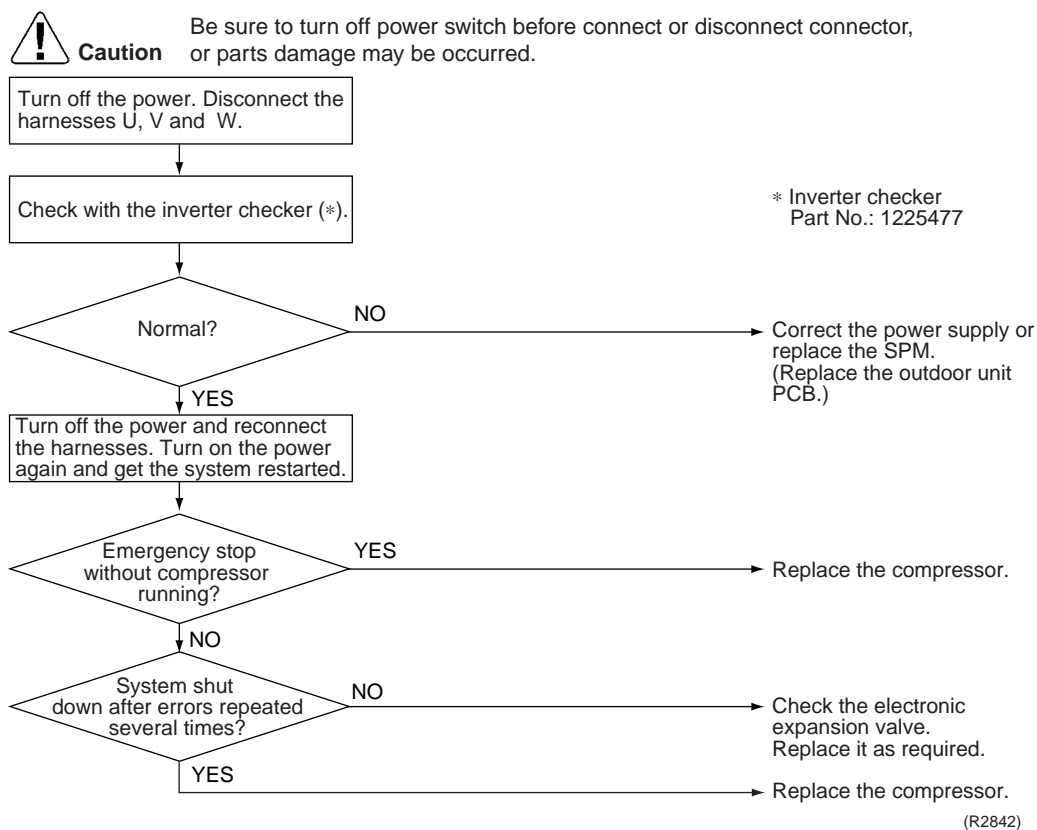 Be sure to turn off power switch before connect or disconnect connector,
Caution or parts damage may be occurred.
Turn off the power. Disconnect the
harnesses U, V and W.
Check with the inverter checker (*).
* Inverter checker
Part No.: 1225477
Normal?
NO
Correct the power supply or
replace the SPM.
(Replace the outdoor unit
PCB.)
YES
Turn off the power and reconnect
the harnesses. Turn on the power
again and get the system restarted.
Emergency stop
without compressor
running?
YES
Replace the compressor.
NO
System shut
down after errors repeated
several times?
NO
Check the electronic
expansion valve.
Replace it as required.
YES
Replace the compressor.
(R2842)